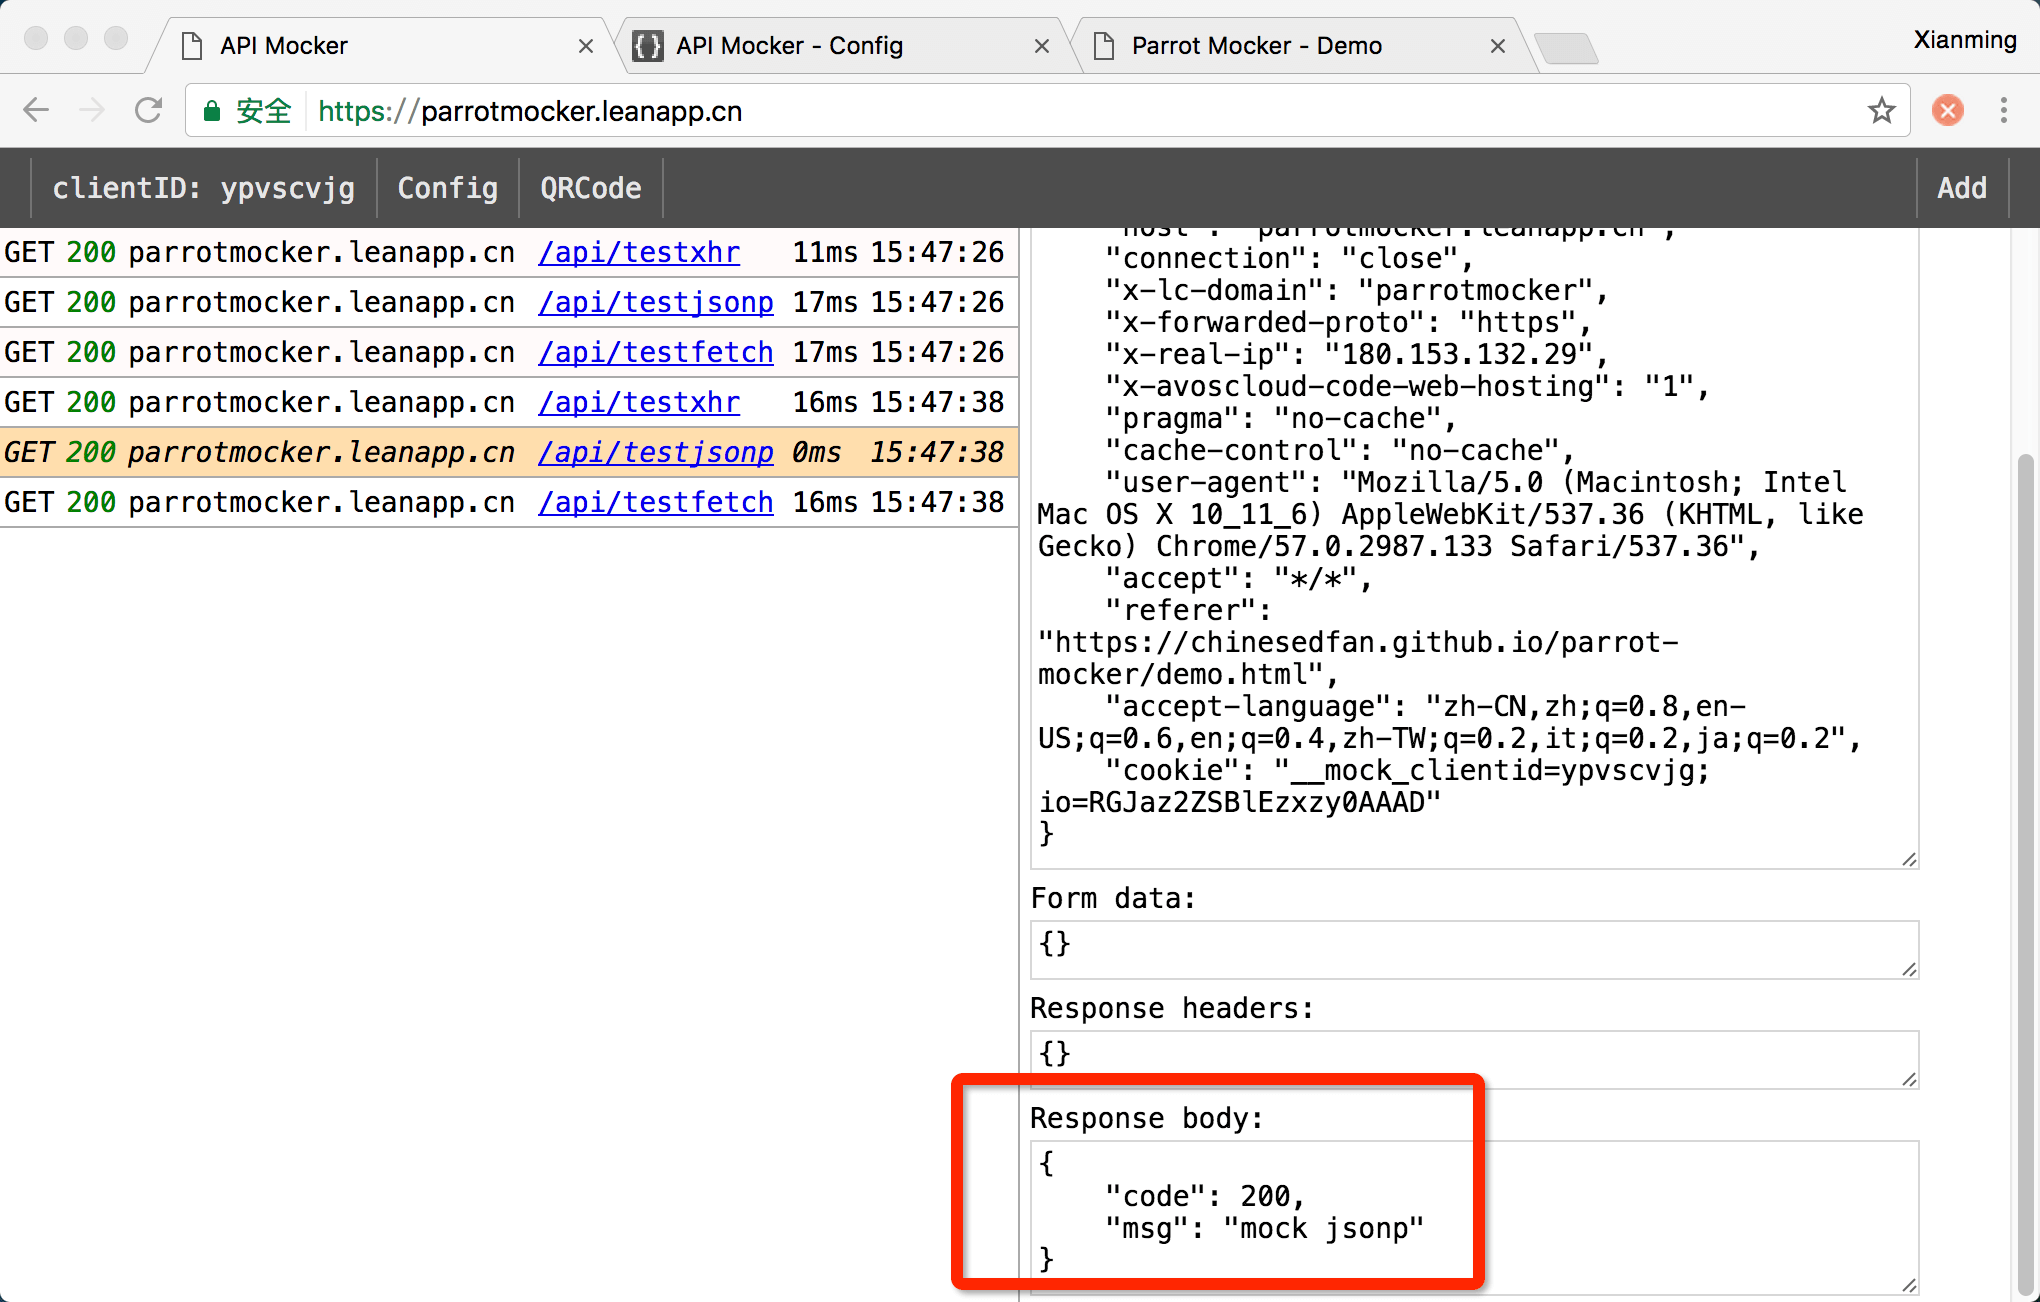 API Mocker
API Mocker - Config
Parrot Mocker - Demo
Xianming
安全
https://parrotmocker.leanapp.cn
clientID: ypvscvjg
Config
QRCode
Add
GET 200 parrotmocker.leanapp.cn /api/testxhr 11ms 15:47:26
GET 200 parrotmocker.leanapp.cn /api/testjsonp 17ms 15:47:26
GET 200 parrotmocker.leanapp.cn /api/testfetch 17ms 15:47:26
GET 200 parrotmocker.leanapp.cn /api/testxhr 16ms 15:47:38
GET 200 parrotmocker.leanapp.cn /api/testjsonp 0ms 15:47:38
GET 200 parrotmocker.leanapp.cn /api/testfetch 16ms 15:47:38
"host": "parrotmocker.leanapp.cn",
"connection": "close",
"x-lc-domain": "parrotmocker",
"x-forwarded-proto": "https",
"x-real-ip": "180.153.132.29",
"x-avoscloud-code-web-hosting": "1",
"pragma": "no-cache",
"cache-control": "no-cache",
"user-agent": "Mozilla/5.0 (Macintosh; Intel
Mac OS X 10_11_6) AppleWebKit/537.36 (KHTML, like
Gecko) Chrome/57.0.2987.133 Safari/537.36",
"accept": "*/*",
"referer":
"https://chinesedfan.github.io/parrot-
mocker/demo.html",
"accept-language": "zh-CN,zh;q=0.8,en-
US;q=0.6,en;q=0.4,zh-TW;q=0.2,it;q=0.2,ja;q=0.2",
"cookie": "__mock_clientid=ypvscvjg;
io=RGJaz2ZSBlEzxzy0AAAD"
}
Form data:
{}
Response headers:
{}
Response body:
{
"code": 200,
"msg": "mock jsonp"
}